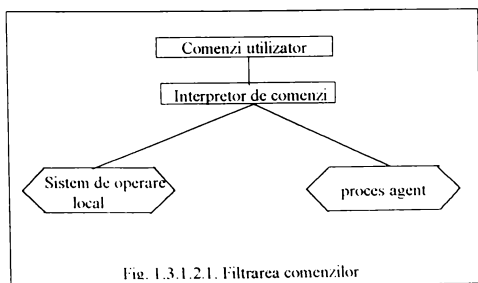 Comenzi utilizator
Interpretor de comenzi
Sistem de operare
local
proces agent
Fig. 1.3.1.2.1. Filtrarea comenzilor